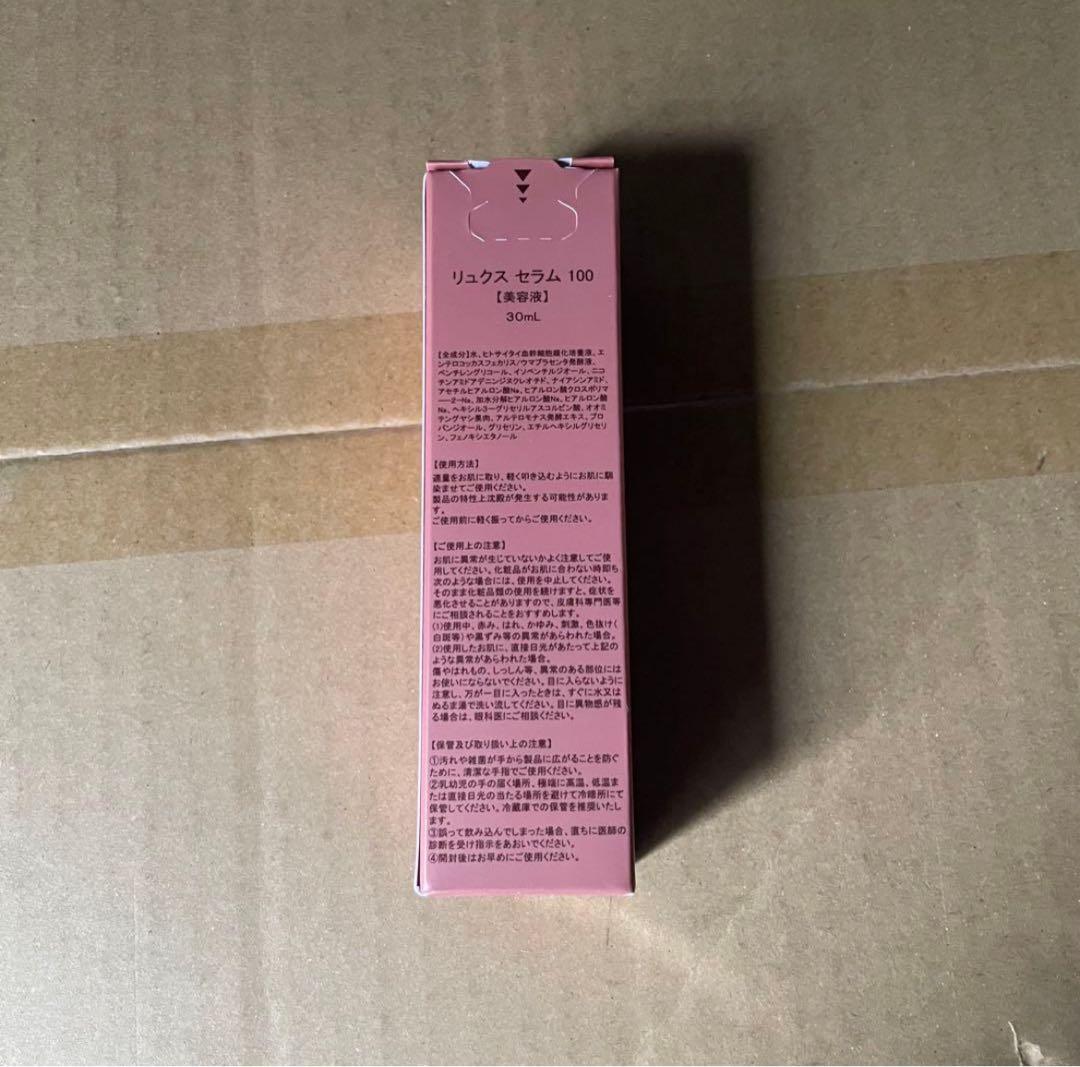 リュクス セラム 100
【美容液】
30mL
【全成分】水、ヒトサイタイ血幹細胞順化培養液、エ
ンテロコッカスフェカリス/ウマプラセンタ発酵液、
ペンチレングリコール、イソペンチルジオール、ニコ
チンアミドアデニンジヌクレオチド、ナイアシンアミド、
アセチルヒアルロン酸Na、ヒアルロン酸クロスポリマ
ー-2-Na、加水分解ヒアルロン酸Na、ヒアルロン酸
Na、ヘキシル3-グリセリルアスコルビン酸、オオミ
テングヤシ果肉、アルテロモナス発酵エキス、プロ
パンジオール、グリセリン、エチルヘキシルグリセリ
ン、フェノキシエタノール
【使用方法】
適量をお肌に取り、軽く叩き込むようにお肌に馴
染ませてご使用ください。
製品の特性上沈殿が発生する可能性がありま
す。
ご使用前に軽く振ってからご使用ください。
【ご使用上の注意】
お肌に異常が生じていないかよく注意してご使
用してください。化粧品がお肌に合わない時即ち
次のような場合には、使用を中止してください。
そのまま化粧品類の使用を続けますと、症状を
悪化させることがありますので、皮膚科専門医等
にご相談されることをおすすめします。
(1)使用中、赤み、はれ、かゆみ、刺激、色抜け(
白斑等)や黒ずみ等の異常があらわれた場合。
(2)使用したお肌に、直接日光があたって上記の
ような異常があらわれた場合。
傷やはれもの、しっしん等、異常のある部位には
お使いにならないでください。目に入らないように
注意し、万が一目に入ったときは、すぐに水又は
ぬるま湯で洗い流してください。目に異物感が残
る場合は、眼科医にご相談ください。
【保管及び取り扱い上の注意】
①汚れや雑菌が手から製品に広がることを防ぐ
ために、清潔な手指でご使用ください。
②乳幼児の手の届く場所、極端に高温、低温ま
たは直接日光の当たる場所を避けて冷暗所にて
保管してください。冷蔵庫での保管を推奨いたし
ます。
③誤って飲み込んでしまった場合、直ちに医師の
診断を受け指示をあおいでください。
④開封後はお早めにご使用ください。